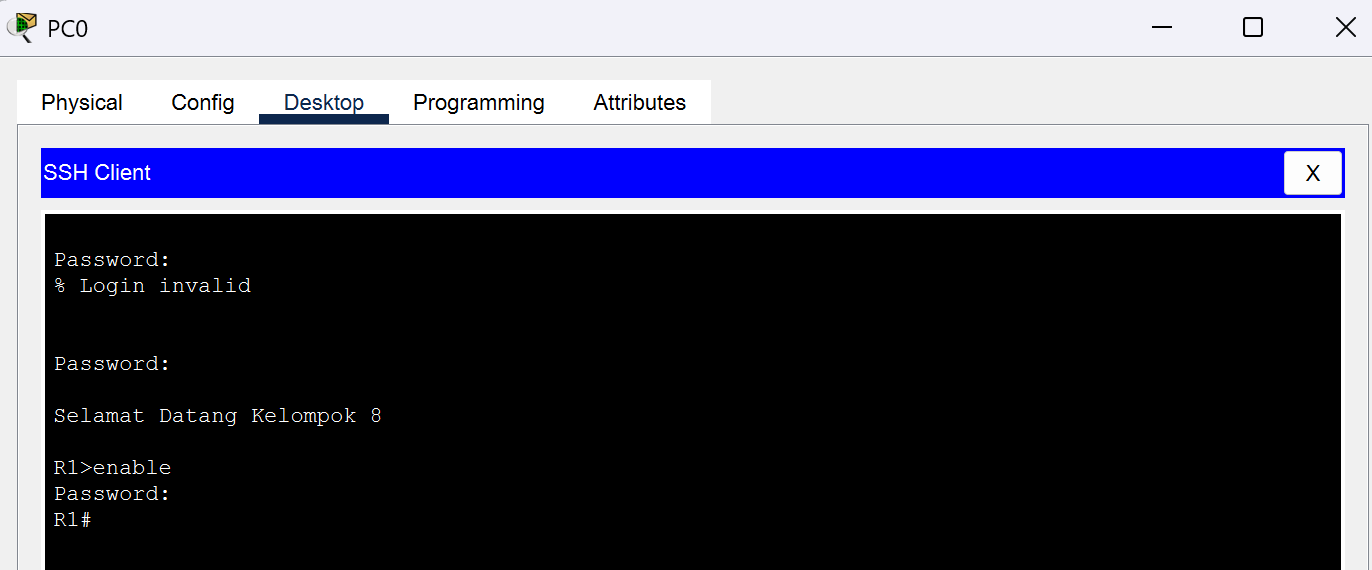 PC0
Physical Config Desktop Programming Attributes
SSH Client X
Password:
% Login invalid
Password:
Selamat Datang Kelompok 8
R1>enable
Password:
R1#